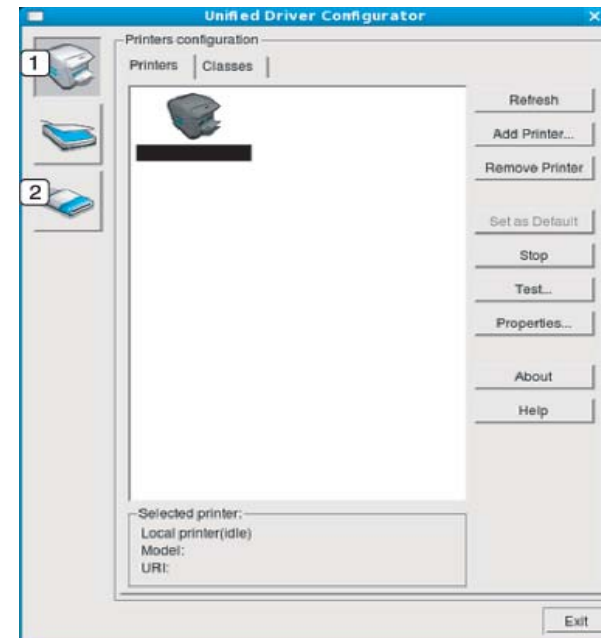 Unified Driver Configurator
1
2
Printers configuration
Printers
Classes
Refresh
Add Printer...
Remove Printer
Set as Default
Stop
Test...
Properties...
About
Help
Selected printer:
Local printer(idle)
Model:
URI:
Exit